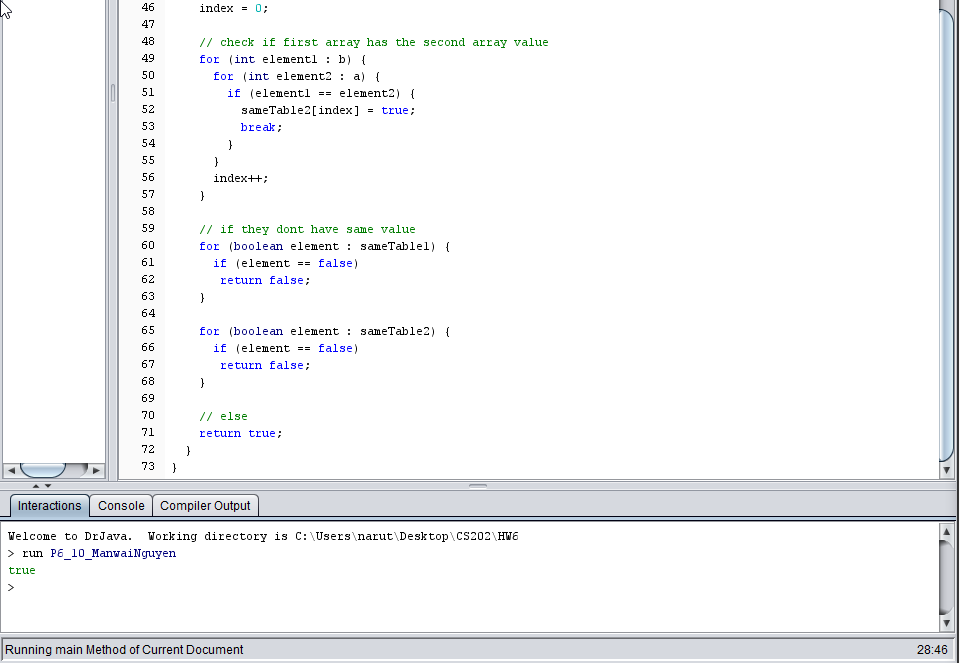 46 index = 0;
47
48 // check if first array has the second array value
49 for (int element1 : b) {
50 for (int element2 : a) {
51 if (element1 == element2) {
52 sameTable2[index] = true;
53 break;
54 }
55 }
56 index++;
57 }
58
59 // if they dont have same value
60 for (boolean element : sameTable1) {
61 if (element == false)
62 return false;
63 }
64
65 for (boolean element : sameTable2) {
66 if (element == false)
67 return false;
68 }
69
70 // else
71 return true;
72 }
73 }
Interactions Console Compiler Output
Welcome to DrJava. Working directory is C:\Users\narut\Desktop\CS202\HW6
> run P6_10_ManwaiNguyen
true
>
Running main Method of Current Document 28:46